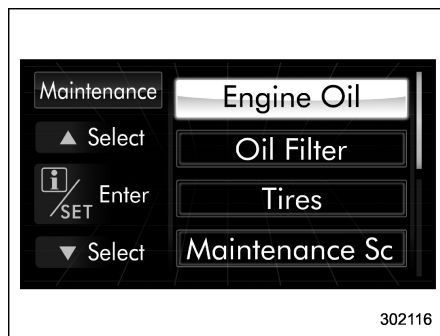 Maintenance
▲ Select
i/SET Enter
▼ Select
Engine Oil
Oil Filter
Tires
Maintenance Sc
302116